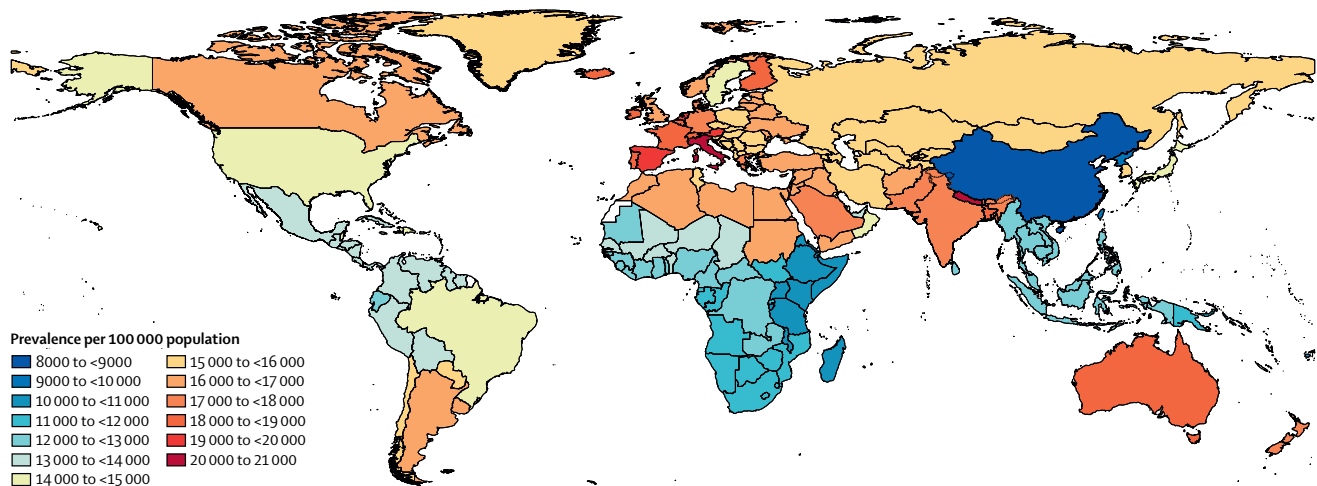 Prevalence per 100 000 population
8000 to <9000
9000 to <10 000
10 000 to <11 000
11 000 to <12 000
12 000 to <13 000
13 000 to <14 000
14 000 to <15 000
15 000 to <16 000
16 000 to <17 000
17 000 to <18 000
18 000 to <19 000
19 000 to <20 000
20 000 to 21 000